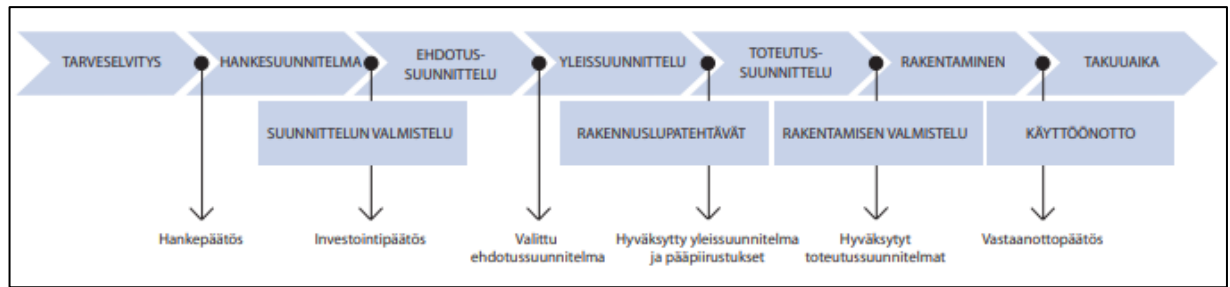 TARVESELVITYS
HANKESUUNNITELMA
EHDOTUS-
SUUNNITTELU
YLEISSUUNNITTELU
TOTEUTUS-
SUUNNITTELU
RAKENTAMINEN
TAKUUAIKA
SUUNNITTELUN VALMISTELU
RAKENNUSLUPATEHTÄVÄT
RAKENTAMISEN VALMISTELU
KÄYTTÖÖNOTTO
Hankepäätös
Investointipäätös
Valittu
ehdotussuunnitelma
Hyväksytty yleissuunnitelma
ja pääpiirustukset
Hyväksytyt
toteutussuunnitelmat
Vastaanottopäätös